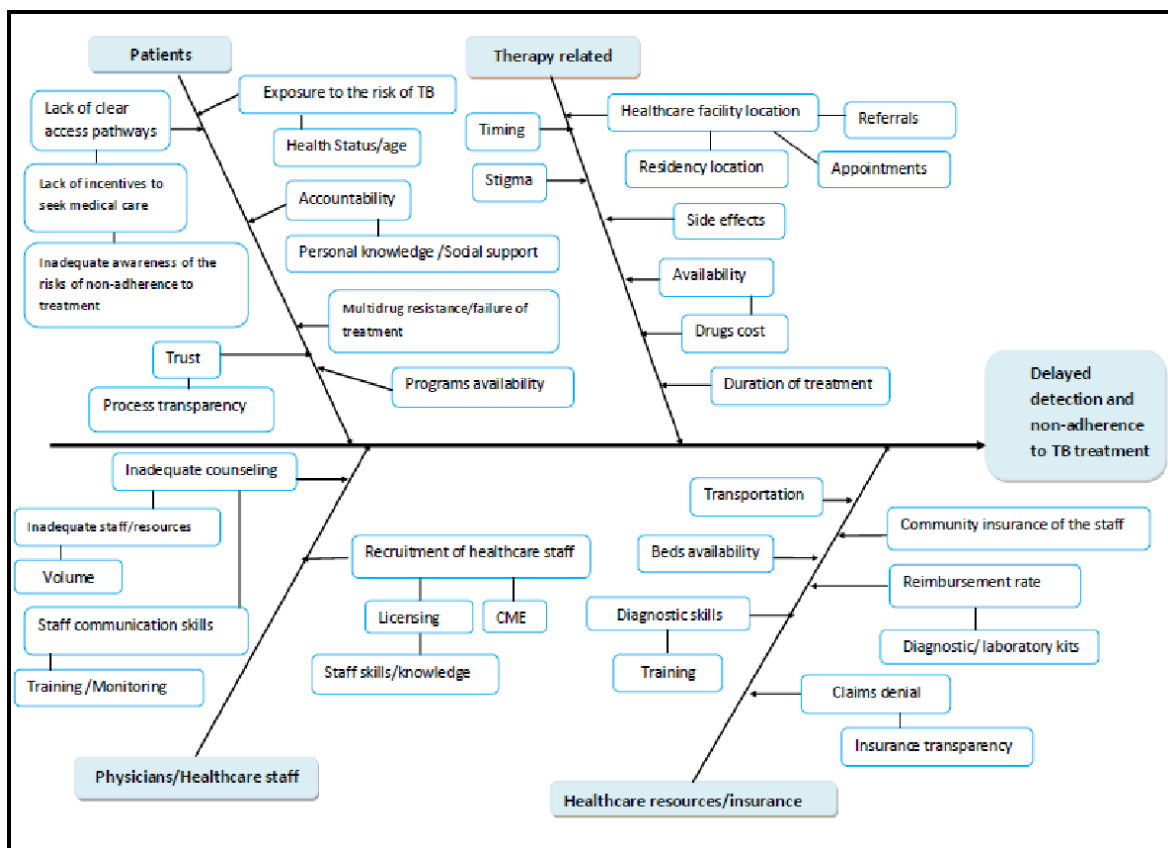 Patients
Therapy related
Lack of clear
access pathways
Exposure to the risk of TB
Health Status/age
Lack of incentives to
seek medical care
Accountability
Personal knowledge /Social support
Inadequate awareness of the
risks of non-adherence to
treatment
Multidrug resistance/failure of
treatment
Trust
Process transparency
Programs availability
Healthcare facility location
Referrals
Timing
Residency location
Appointments
Stigma
Side effects
Availability
Drugs cost
Duration of treatment
Delayed
detection and
non-adherence
to TB treatment
Inadequate counseling
Inadequate staff/resources
Volume
Staff communication skills
Training /Monitoring
Recruitment of healthcare staff
Licensing
CME
Staff skills/knowledge
Physicians/Healthcare staff
Transportation
Community insurance of the staff
Beds availability
Reimbursement rate
Diagnostic skills
Diagnostic/ laboratory kits
Training
Claims denial
Insurance transparency
Healthcare resources/insurance